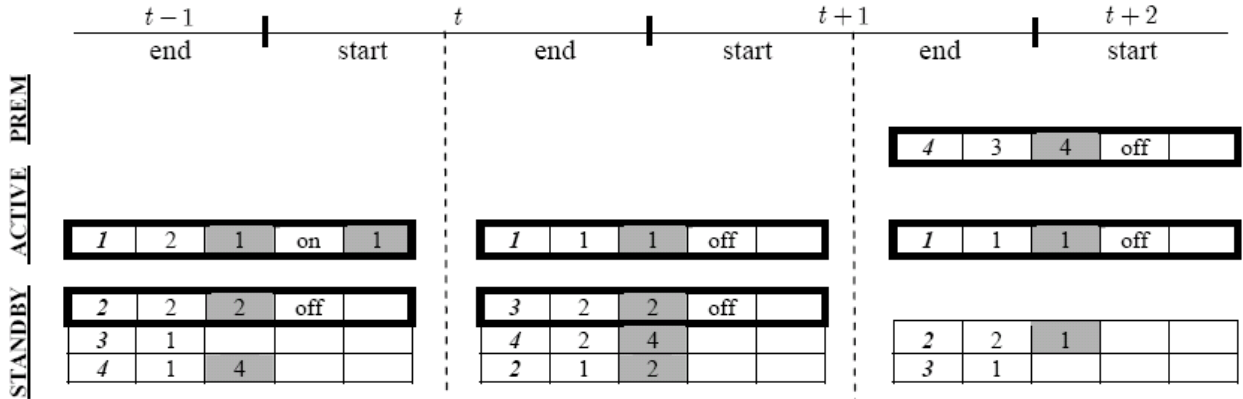 t − 1 t t + 1 t + 2
end start end start end start
PREM
4 3 4 off
ACTIVE
1 2 1 on 1 1 1 1 off 1 1 1 off
STANDBY
2 2 2 off 3 2 2 off
3 1 4 2 4 2 2 1
4 1 4 2 1 2 3 1